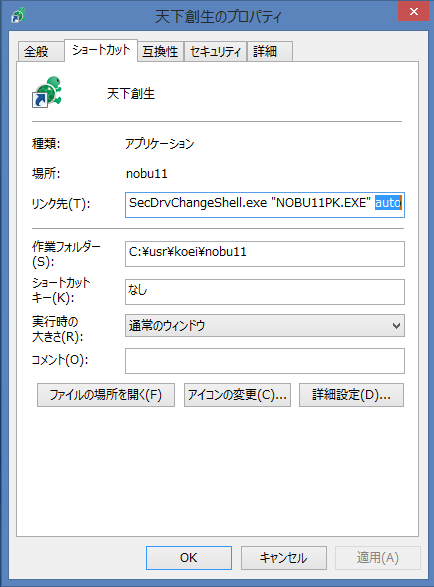 天下創生のプロパティ
全般 ショートカット 互換性 セキュリティ 詳細
天下創生
種類: アプリケーション
場所: nobu11
リンク先(T): SecDrvChangeShell.exe "NOBU11PK.EXE" auto
作業フォルダー
(S): C:¥usr¥koei¥nobu11
ショートカット
キー(K): なし
実行時の
大きさ(R): 通常のウィンドウ
コメント(O):
ファイルの場所を開く(F) アイコンの変更(C)... 詳細設定(D)...
OK キャンセル 適用(A)